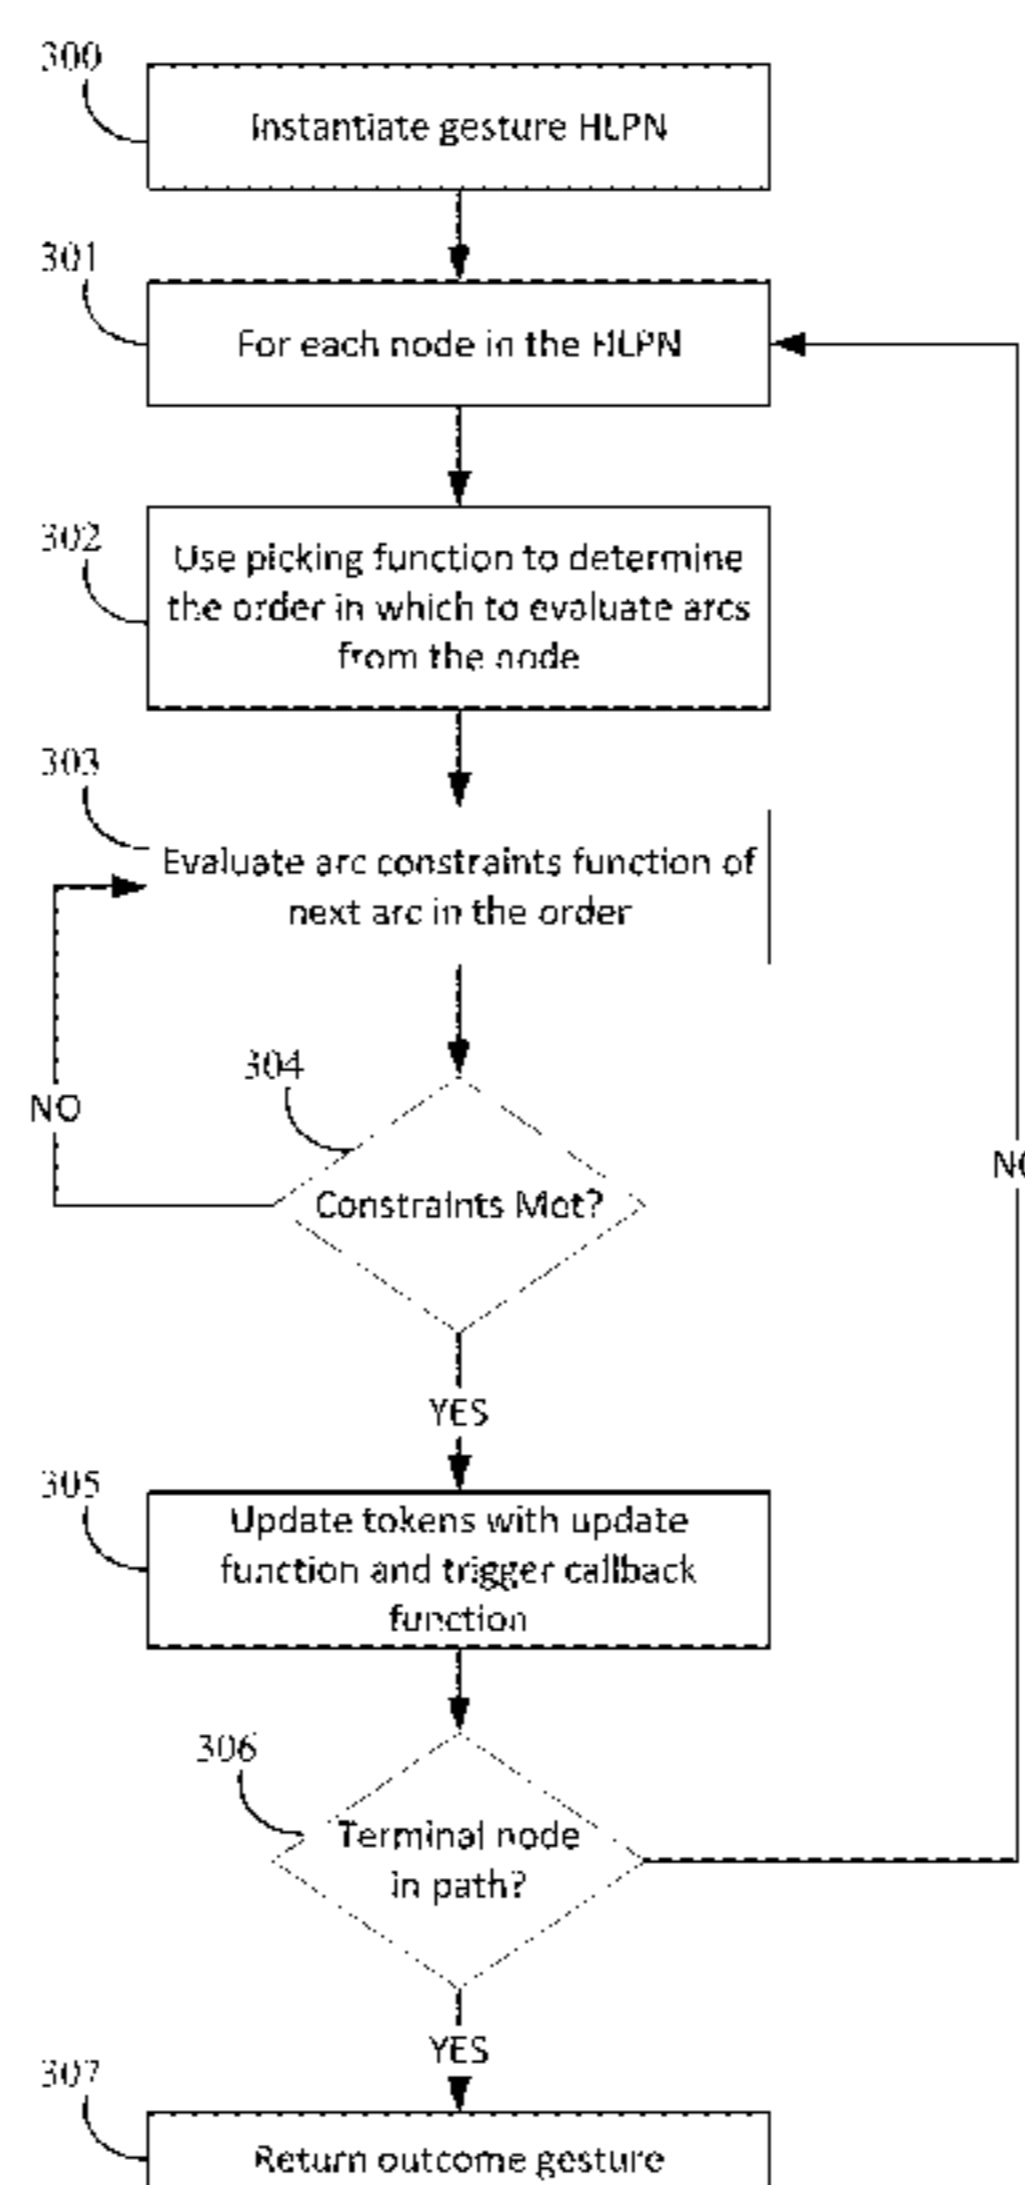 300
Instantiate gesture HLPN
301
For each node in the HLPN
302
Use picking function to determine
the order in which to evaluate arcs
from the node
303
Evaluate arc constraints function of
next arc in the order
304
NO
Constraints Met?
YES
305
Update tokens with update
function and trigger callback
function
306
Terminal node
in path?
YES
307
Return outcome gesture